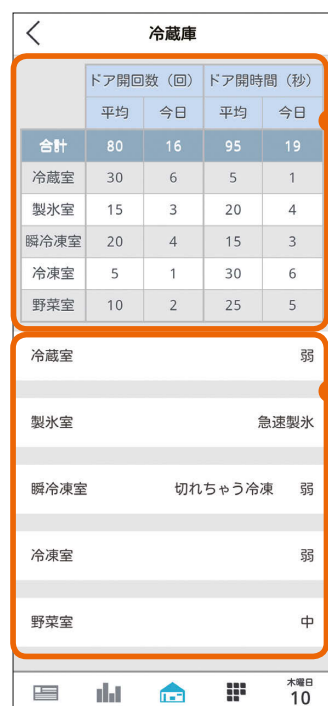 冷蔵庫
ドア開回数（回） ドア開時間（秒）
平均 今日 平均 今日
合計 80 16 95 19
冷蔵室 30 6 5 1
製氷室 15 3 20 4
瞬冷凍室 20 4 15 3
冷凍室 5 1 30 6
野菜室 10 2 25 5
冷蔵室 弱
製氷室 急速製氷
瞬冷凍室 切れちゃう冷凍 弱
冷凍室 弱
野菜室 中
木曜日
10